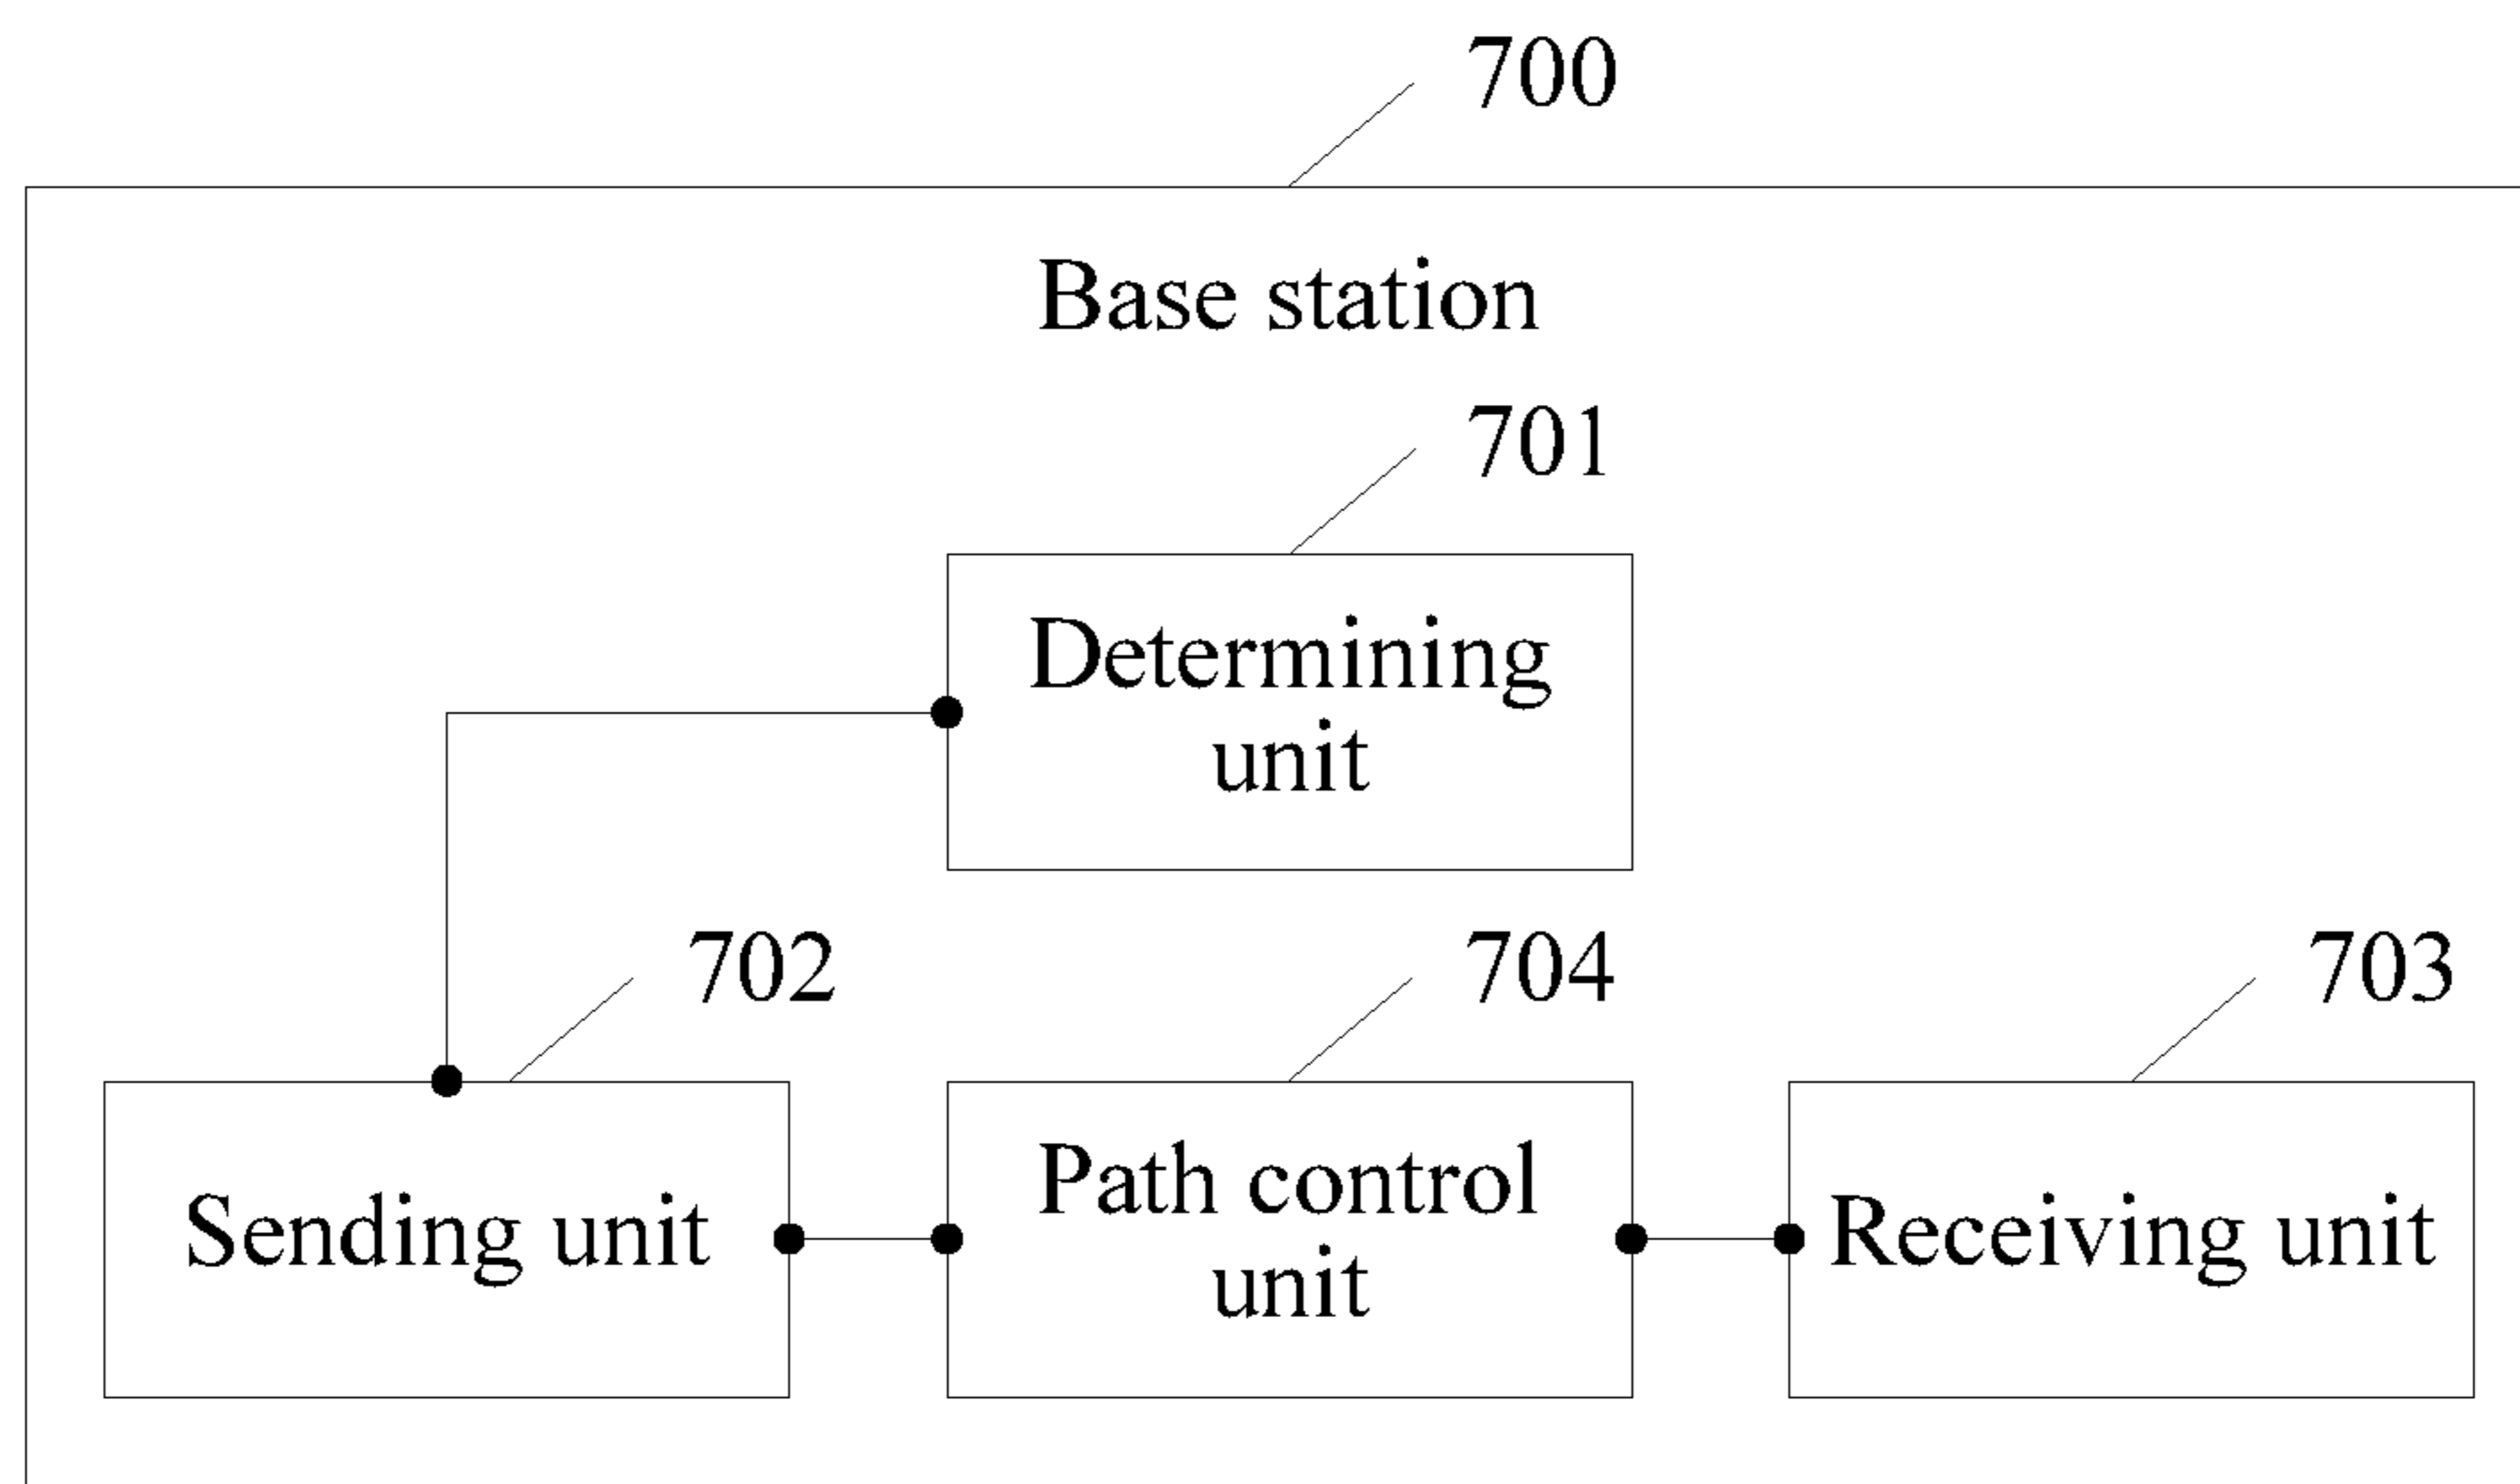 700
Base station
701
Determining
unit
702
704
703
Sending unit
Path control
unit
Receiving unit